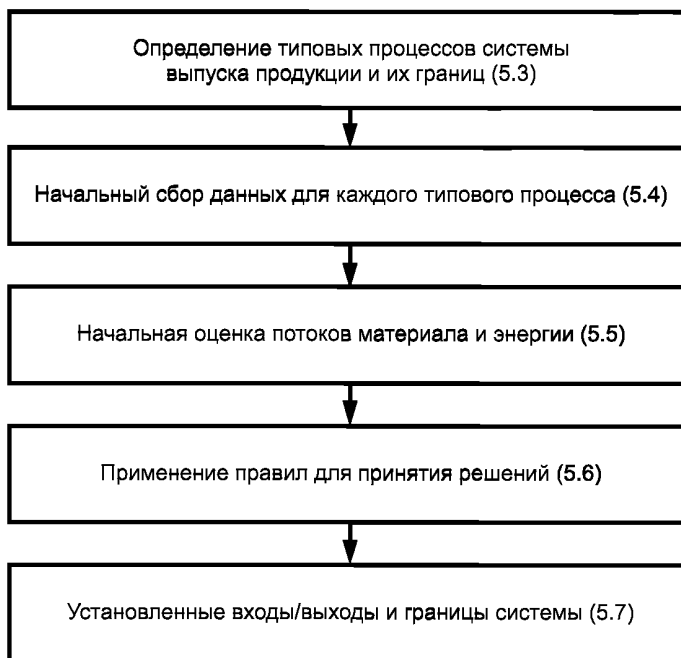 Определение типовых процессов системы
выпуска продукции и их границ (5.3)
Начальный сбор данных для каждого типового процесса (5.4)
Начальная оценка потоков материала и энергии (5.5)
Применение правил для принятия решений (5.6)
Установленные входы/выходы и границы системы (5.7)